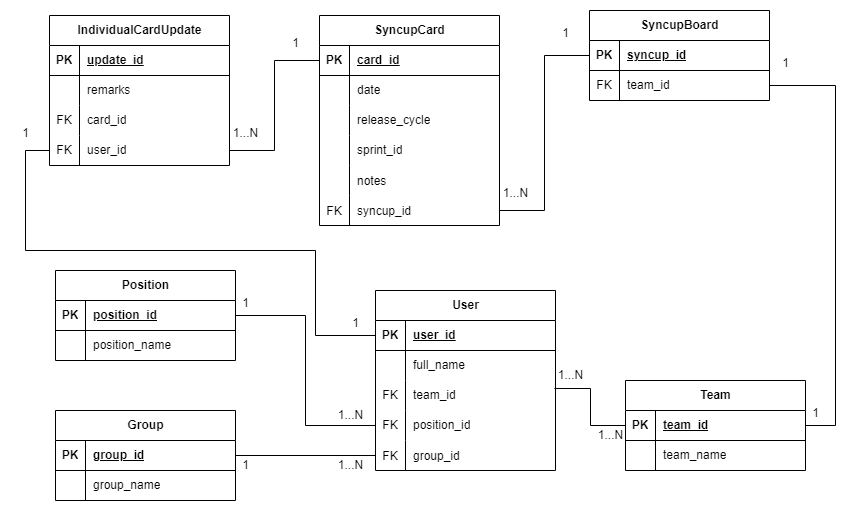 IndividualCardUpdate
PK update_id
remarks
FK card_id
FK user_id
1
1...N
1
SyncupCard
PK card_id
date
release_cycle
sprint_id
notes
FK syncup_id
1
1...N
SyncupBoard
PK syncup_id
FK team_id
1
Position
PK position_id
position_name
1
Group
PK group_id
group_name
1
User
PK user_id
full_name
FK team_id
FK position_id
FK group_id
1
1...N
1...N
1...N
1...N
Team
PK team_id
team_name
1